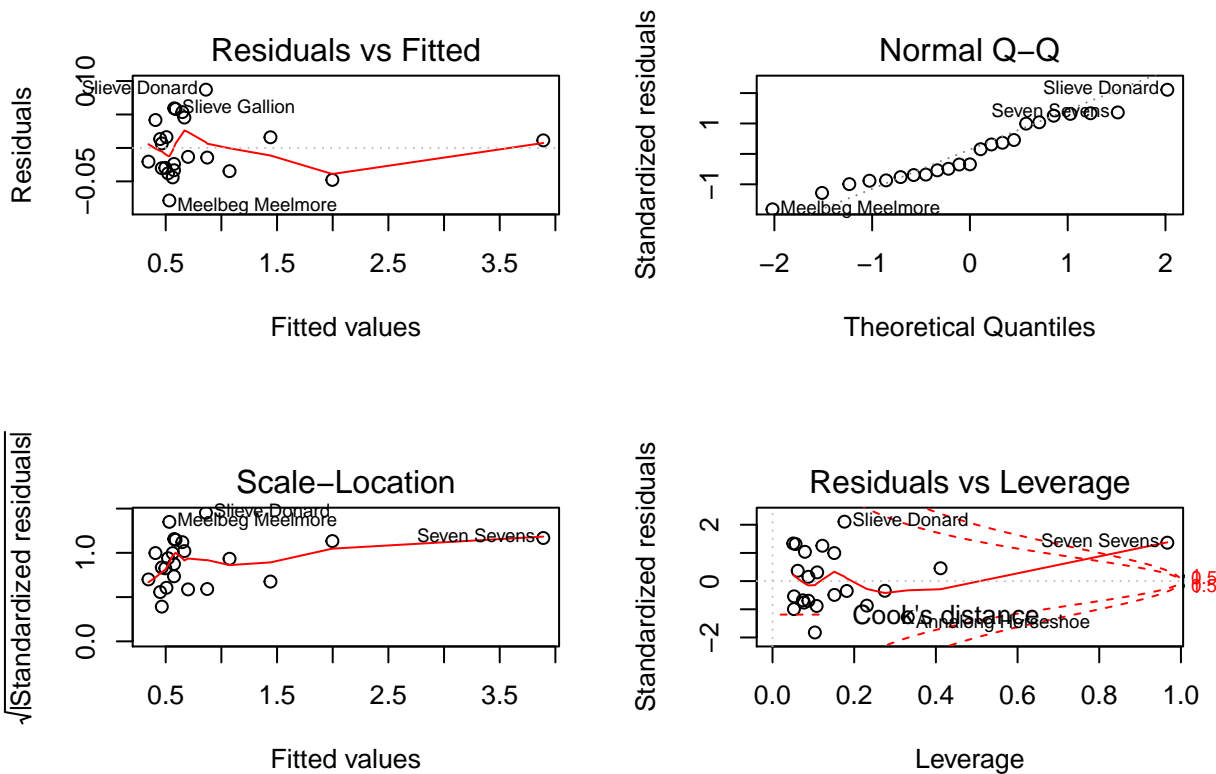 Residuals vs Fitted
Residuals
−0.05
0.10
Slieve Donard
Slieve Gallion
Meelbeg Meelmore
0.5
1.5
2.5
3.5
Fitted values
Normal Q−Q
Standardized residuals
−1
1
Slieve Donard
Seven Sevens
Meelbeg Meelmore
−2
−1
0
1
2
Theoretical Quantiles
Scale−Location
√|Standardized residuals|
0.0
1.0
Slieve Donard
Meelbeg Meelmore
Seven Sevens
0.5
1.5
2.5
3.5
Fitted values
Residuals vs Leverage
Standardized residuals
−2
0
2
Slieve Donard
Seven Sevens
Cook's distance
Annalong Horseshoe
0.5
0.0
0.2
0.4
0.6
0.8
1.0
Leverage